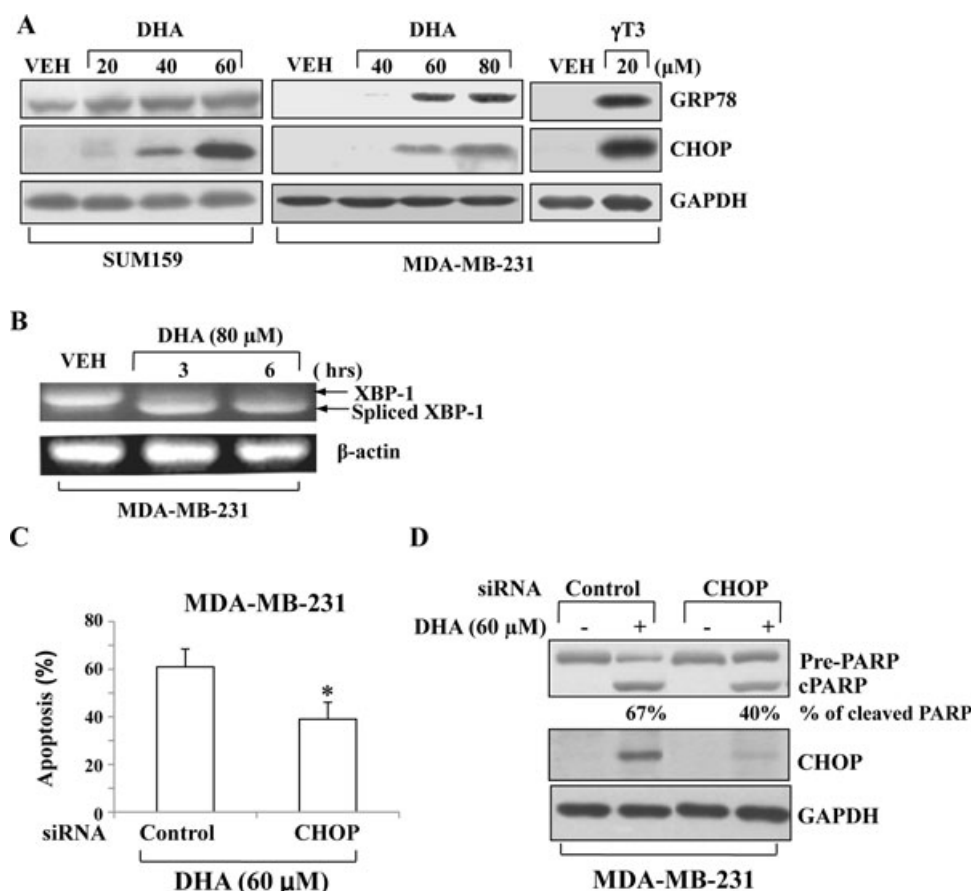 A
DHA DHA γT3
VEH 20 40 60 VEH 40 60 80 VEH 20 (μM)
GRP78
CHOP
GAPDH
SUM159 MDA-MB-231
B
DHA (80 μM)
VEH 3 6 ( hrs)
XBP-1
Spliced XBP-1
β-actin
MDA-MB-231
C
MDA-MB-231
Apoptosis (%)
80
60
40
20
0
*
siRNA Control CHOP
DHA (60 μM)
D
siRNA Control CHOP
DHA (60 μM) - + - +
Pre-PARP
cPARP
67% 40% % of cleaved PARP
CHOP
GAPDH
MDA-MB-231